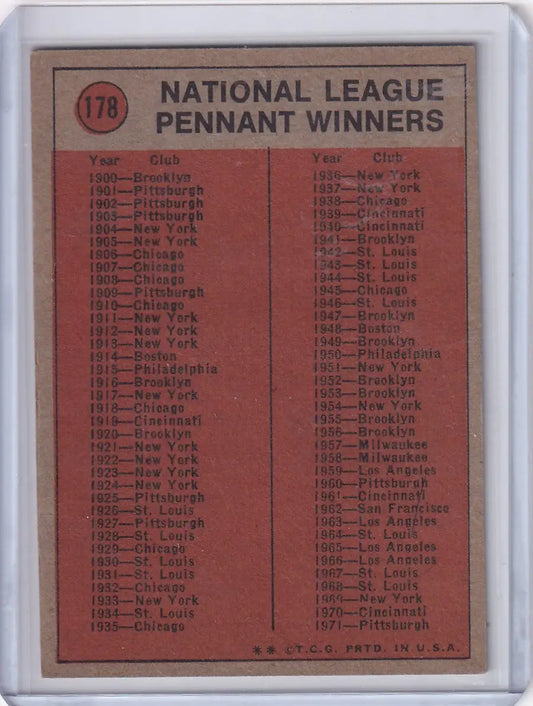 178
NATIONAL LEAGUE
PENNANT WINNERS
Year Club
1900—Brooklyn
1901—Pittsburgh
1902—Pittsburgh
1903—Pittsburgh
1904—New York
1905—New York
1906—Chicago
1907—Chicago
1908—Chicago
1909—Pittsburgh
1910—Chicago
1911—New York
1912—New York
1913—New York
1914—Boston
1915—Philadelphia
1916—Brooklyn
1917—New York
1918—Chicago
1919—Cincinnati
1920—Brooklyn
1921—New York
1922—New York
1923—New York
1924—New York
1925—Pittsburgh
1926—St. Louis
1927—Pittsburgh
1928—St. Louis
1929—Chicago
1930—St. Louis
1931—St. Louis
1932—Chicago
1933—New York
1934—St. Louis
1935—Chicago
Year Club
1936—New York
1937—New York
1938—Chicago
1939—Cincinnati
1940—Cincinnati
1941—Brooklyn
1942—St. Louis
1943—St. Louis
1944—St. Louis
1945—Chicago
1946—St. Louis
1947—Brooklyn
1948—Boston
1949—Brooklyn
1950—Philadelphia
1951—New York
1952—Brooklyn
1953—Brooklyn
1954—New York
1955—Brooklyn
1956—Brooklyn
1957—Milwaukee
1958—Milwaukee
1959—Los Angeles
1960—Pittsburgh
1961—Cincinnati
1962—San Francisco
1963—Los Angeles
1964—St. Louis
1965—Los Angeles
1966—Los Angeles
1967—St. Louis
1968—St. Louis
1969—New York
1970—Cincinnati
1971—Pittsburgh
** ©T.C.G. PRTD. IN U.S.A.